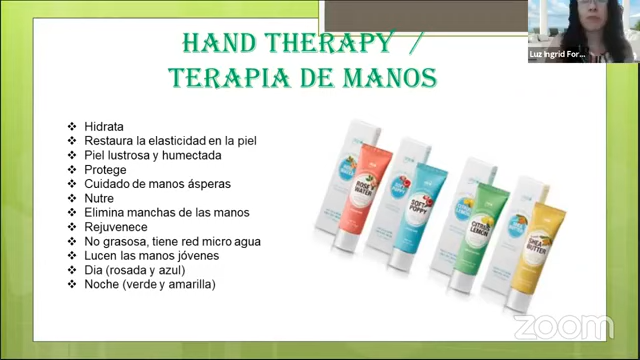 HAND THERAPY /
TERAPIA DE MANOS
Luz Ingrid For...
❖ Hidrata
❖ Restaura la elasticidad en la piel
❖ Piel lustrosa y humectada
❖ Protege
❖ Cuidado de manos ásperas
❖ Nutre
❖ Elimina manchas de las manos
❖ Rejuvenece
❖ No grasosa, tiene red micro agua
❖ Lucen las manos jóvenes
❖ Dia (rosada y azul)
❖ Noche (verde y amarilla)
ROSE WATER
SOFT POPPY
CITRUS LEMON
SHEA BUTTER
zoom